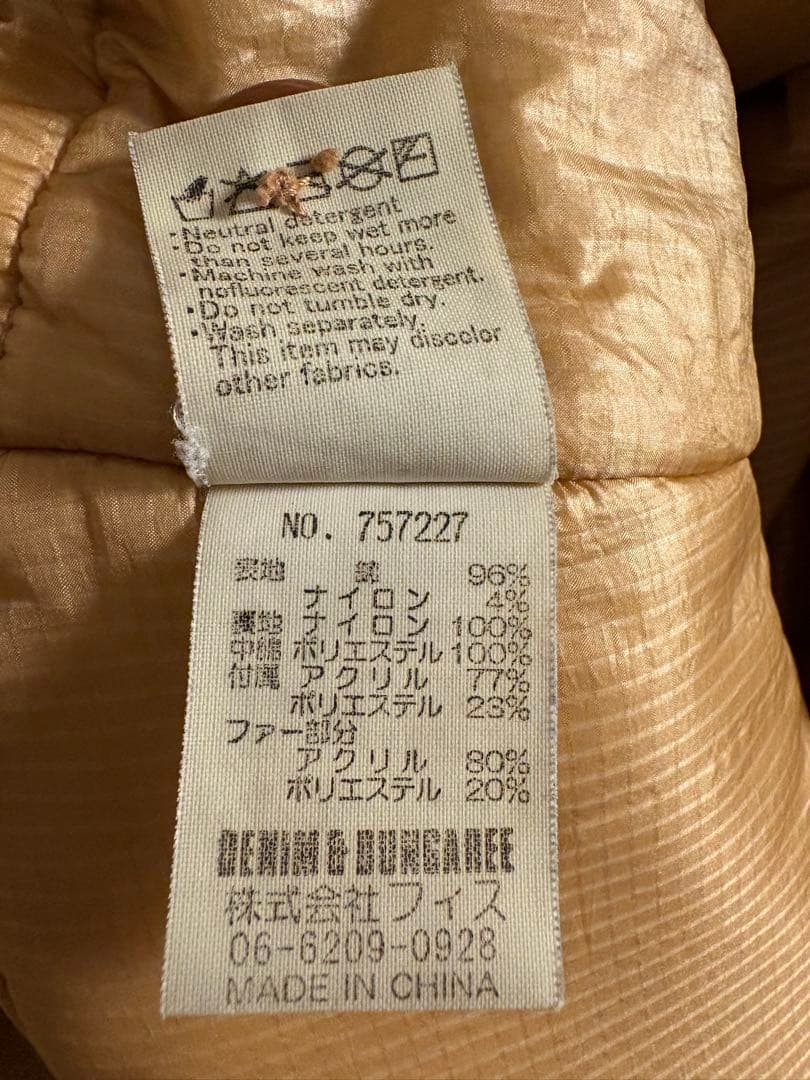 ・Neutral detergent
・Do not keep wet more
than several hours.
・Machine wash with
nofluorescent detergent.
・Do not tumble dry.
・Wash separately.
This item may discolor
other fabrics.
NO. 757227
表地 綿 96%
ナイロン 4%
裏地 ナイロン 100%
中綿 ポリエステル 100%
付属 アクリル 77%
ポリエステル 23%
ファー部分
アクリル 80%
ポリエステル 20%
DENIM & DUNGAREE
株式会社フィス
06-6209-0928
MADE IN CHINA